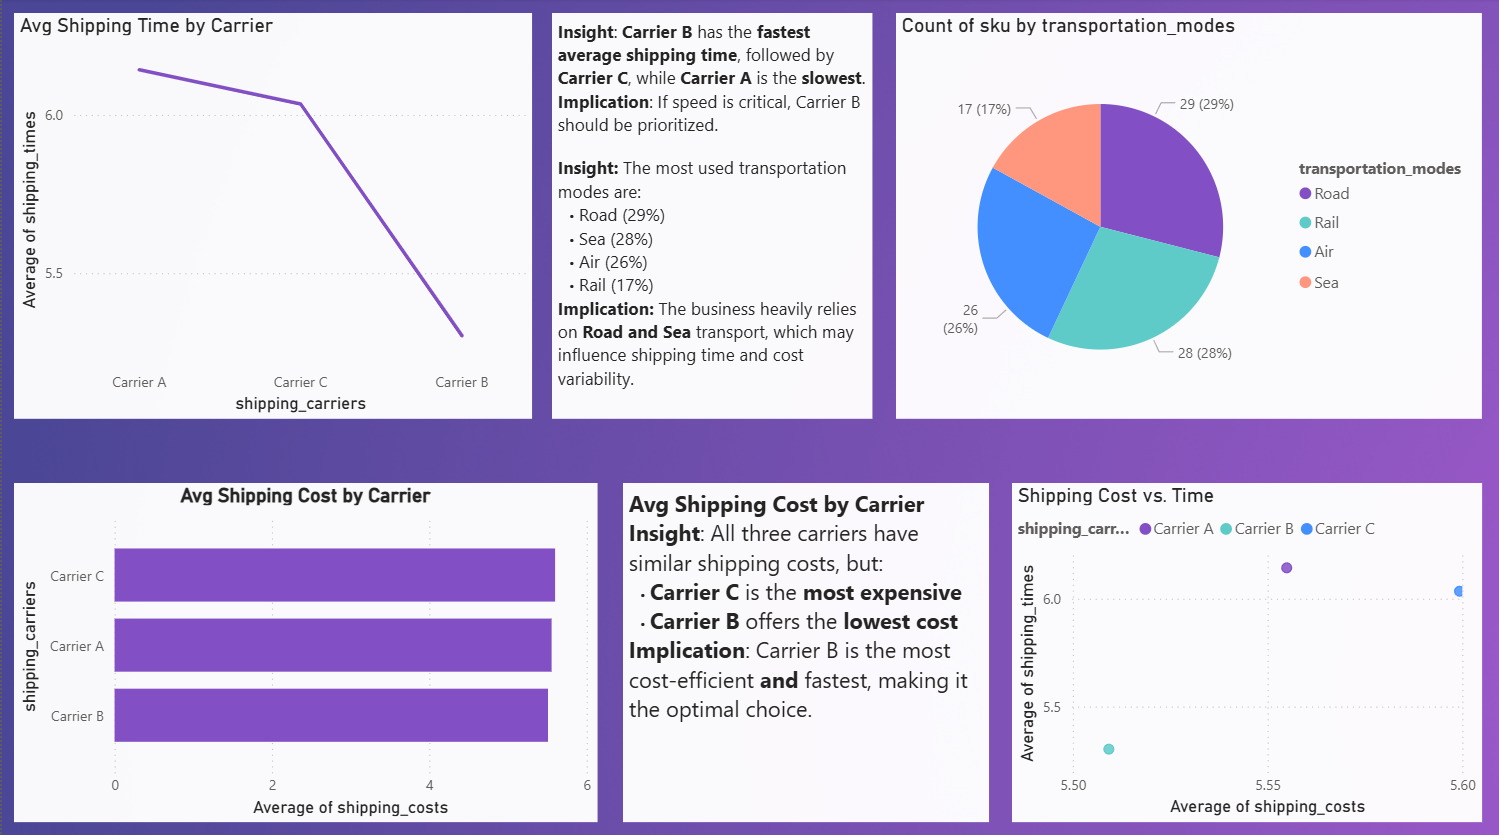 Avg Shipping Time by Carrier
Average of shipping_times
6.0
5.5
Carrier A
Carrier C
Carrier B
shipping_carriers
Insight: Carrier B has the fastest
average shipping time, followed by
Carrier C, while Carrier A is the slowest.
Implication: If speed is critical, Carrier B
should be prioritized.
Insight: The most used transportation
modes are:
• Road (29%)
• Sea (28%)
• Air (26%)
• Rail (17%)
Implication: The business heavily relies
on Road and Sea transport, which may
influence shipping time and cost
variability.
Count of sku by transportation_modes
17 (17%)
29 (29%)
26
(26%)
28 (28%)
transportation_modes
Road
Rail
Air
Sea
Avg Shipping Cost by Carrier
shipping_carriers
Carrier C
Carrier A
Carrier B
0
2
4
6
Average of shipping_costs
Avg Shipping Cost by Carrier
Insight: All three carriers have
similar shipping costs, but:
• Carrier C is the most expensive
• Carrier B offers the lowest cost
Implication: Carrier B is the most
cost-efficient and fastest, making it
the optimal choice.
Shipping Cost vs. Time
shipping_carr...
Carrier A
Carrier B
Carrier C
Average of shipping_times
6.0
5.5
5.50
5.55
5.60
Average of shipping_costs